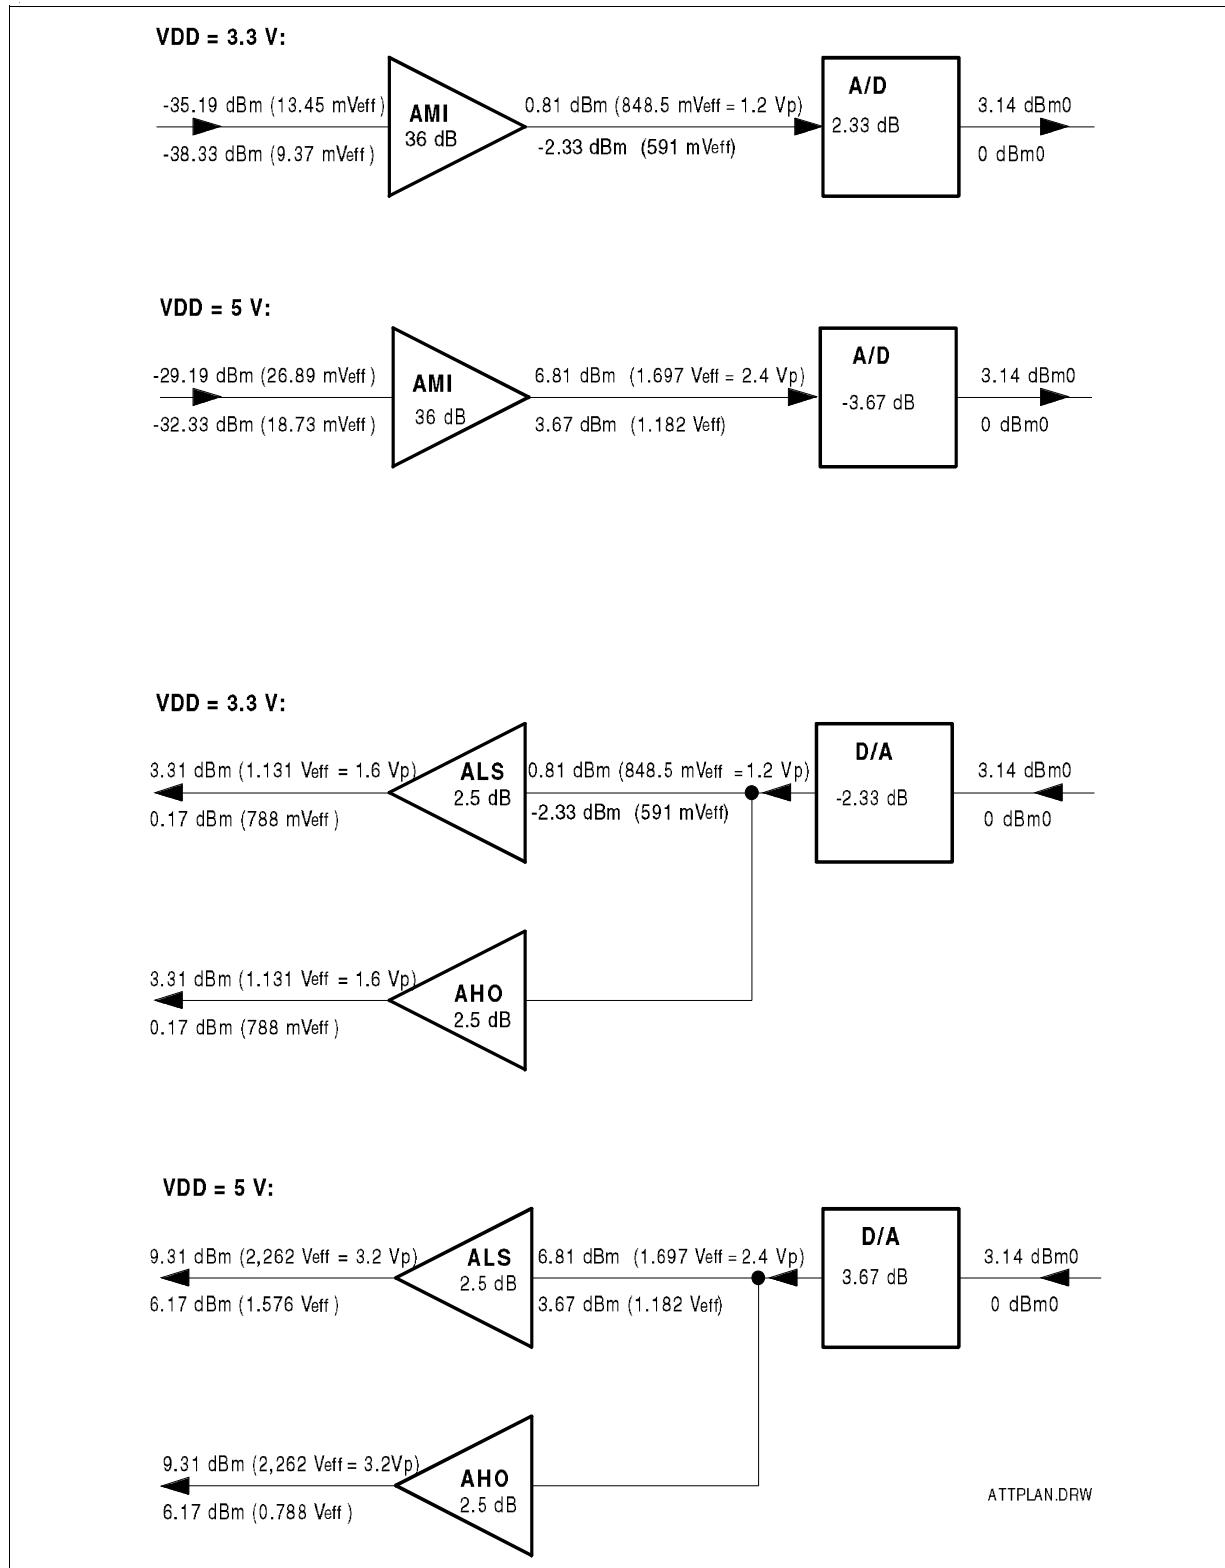 VDD = 3.3 V:
-35.19 dBm (13.45 mVeff)
-38.33 dBm (9.37 mVeff)
AMI
36 dB
0.81 dBm (848.5 mVeff = 1.2 Vp)
-2.33 dBm (591 mVeff)
A/D
2.33 dB
3.14 dBm0
0 dBm0
VDD = 5 V:
-29.19 dBm (26.89 mVeff)
-32.33 dBm (18.73 mVeff)
AMI
36 dB
6.81 dBm (1.697 Veff = 2.4 Vp)
3.67 dBm (1.182 Veff)
A/D
-3.67 dB
3.14 dBm0
0 dBm0
VDD = 3.3 V:
3.31 dBm (1.131 Veff = 1.6 Vp)
0.17 dBm (788 mVeff)
ALS
2.5 dB
0.81 dBm (848.5 mVeff = 1.2 Vp)
-2.33 dBm (591 mVeff)
D/A
-2.33 dB
3.14 dBm0
0 dBm0
3.31 dBm (1.131 Veff = 1.6 Vp)
0.17 dBm (788 mVeff)
AHO
2.5 dB
VDD = 5 V:
9.31 dBm (2,262 Veff = 3.2 Vp)
6.17 dBm (1.576 Veff)
ALS
2.5 dB
6.81 dBm (1.697 Veff = 2.4 Vp)
3.67 dBm (1.182 Veff)
D/A
3.67 dB
3.14 dBm0
0 dBm0
9.31 dBm (2,262 Veff = 3.2Vp)
6.17 dBm (0.788 Veff)
AHO
2.5 dB
ATTPLAN.DRW